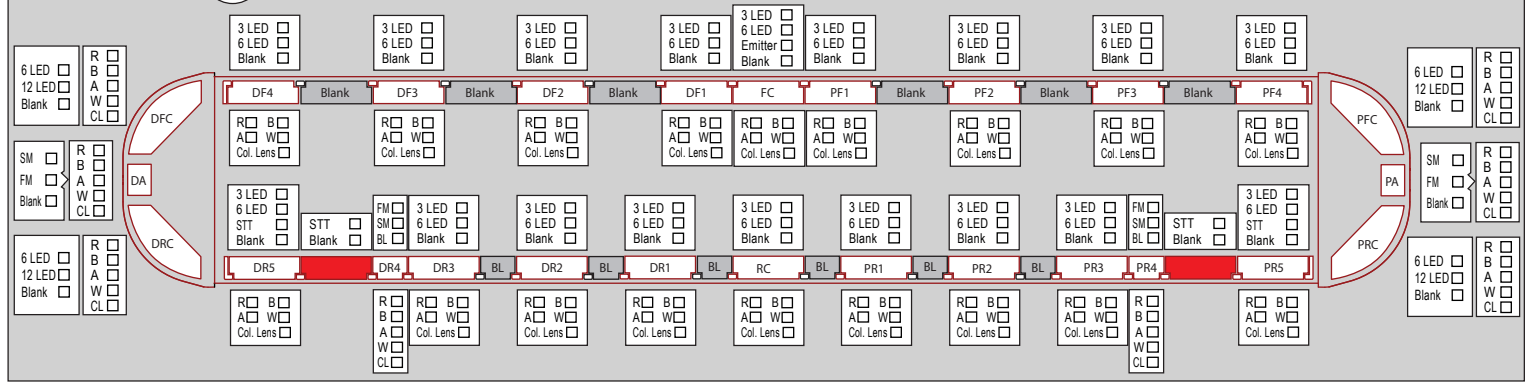 3 LED
6 LED
Blank
3 LED
6 LED
Blank
3 LED
6 LED
Blank
3 LED
6 LED
Blank
3 LED
6 LED
Emitter
Blank
3 LED
6 LED
Blank
3 LED
6 LED
Blank
3 LED
6 LED
Blank
3 LED
6 LED
Blank
6 LED
12 LED
Blank
R
B
A
W
CL
6 LED
12 LED
Blank
R
B
A
W
CL
DFC
DF4 Blank DF3 Blank DF2 Blank DF1 FC PF1 Blank PF2 Blank PF3 Blank PF4
PFC
R B
A W
Col. Lens
R B
A W
Col. Lens
R B
A W
Col. Lens
R B
A W
Col. Lens
R B
A W
Col. Lens
R B
A W
Col. Lens
R B
A W
Col. Lens
R B
A W
Col. Lens
R B
A W
Col. Lens
SM
FM
Blank
R
B
A
W
CL
DA
PA
SM
FM
Blank
R
B
A
W
CL
3 LED
6 LED
STT
Blank
STT
Blank
FM
SM
BL
3 LED
6 LED
Blank
3 LED
6 LED
Blank
3 LED
6 LED
Blank
3 LED
6 LED
Blank
3 LED
6 LED
Blank
3 LED
6 LED
Blank
3 LED
6 LED
Blank
FM
SM
BL
STT
Blank
3 LED
6 LED
STT
Blank
6 LED
12 LED
Blank
R
B
A
W
CL
DRC
DR5 DR4 DR3 BL DR2 BL DR1 BL RC BL PR1 BL PR2 BL PR3 PR4 PR5
PRC
6 LED
12 LED
Blank
R
B
A
W
CL
R B
A W
Col. Lens
R
B
A
W
CL
R B
A W
Col. Lens
R B
A W
Col. Lens
R B
A W
Col. Lens
R B
A W
Col. Lens
R B
A W
Col. Lens
R B
A W
Col. Lens
R B
A W
Col. Lens
R
B
A
W
CL
R B
A W
Col. Lens